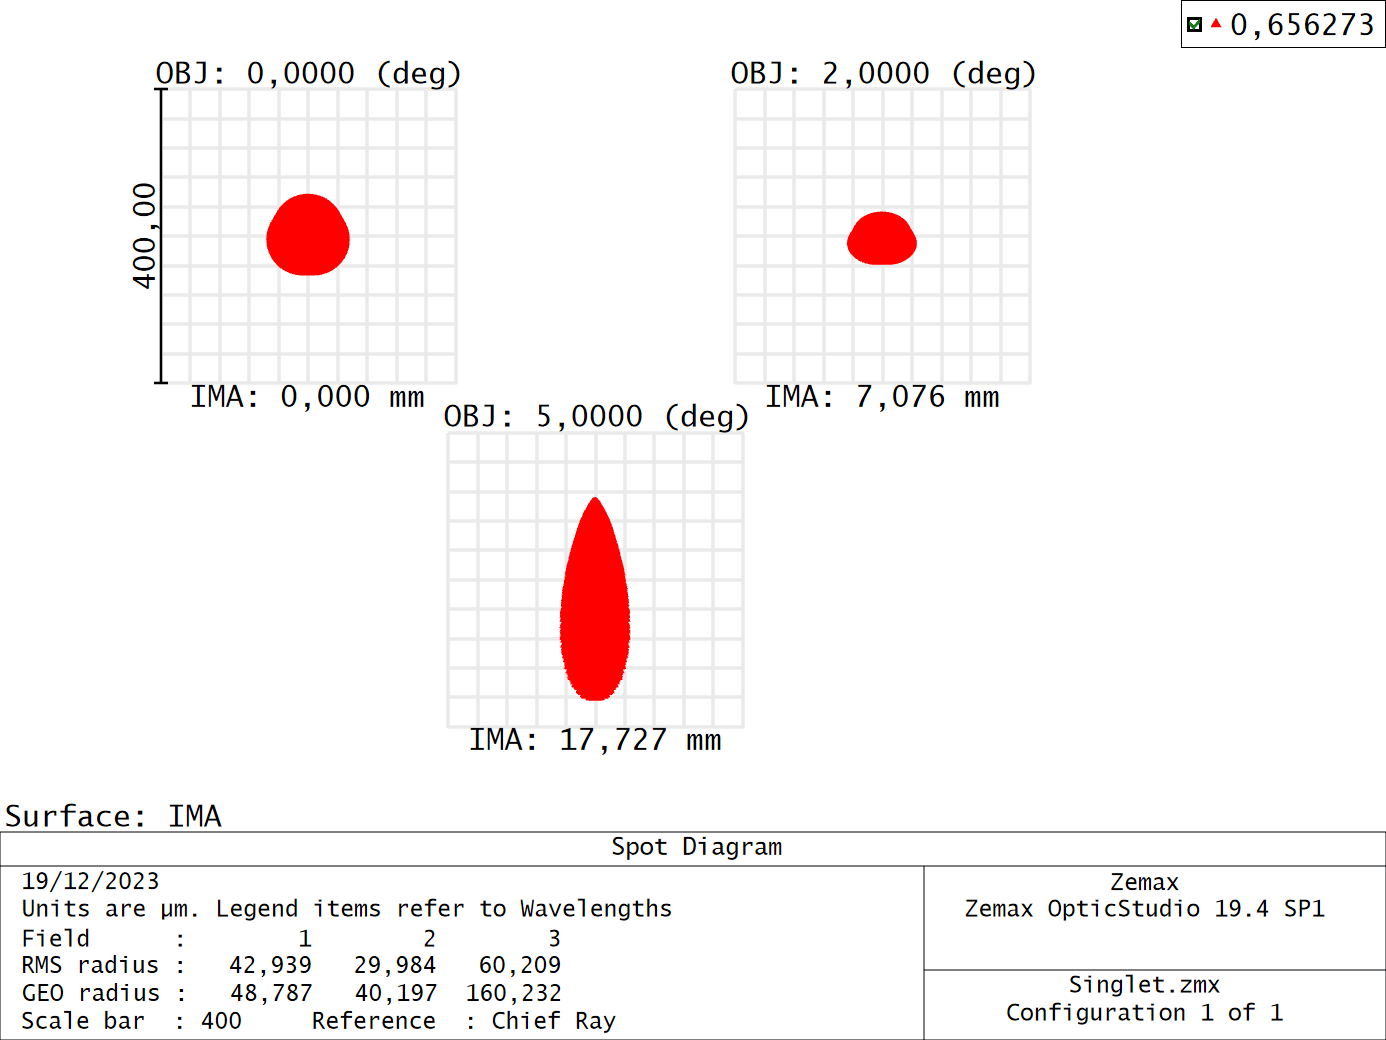 0,656273
OBJ: 0,0000 (deg)
OBJ: 2,0000 (deg)
400,00
IMA: 0,000 mm
IMA: 7,076 mm
OBJ: 5,0000 (deg)
IMA: 17,727 mm
Surface: IMA
Spot Diagram
19/12/2023
Units are µm. Legend items refer to Wavelengths
Field : 1 2 3
RMS radius : 42,939 29,984 60,209
GEO radius : 48,787 40,197 160,232
Scale bar : 400 Reference : Chief Ray
Zemax
Zemax OpticStudio 19.4 SP1
Singlet.zmx
Configuration 1 of 1